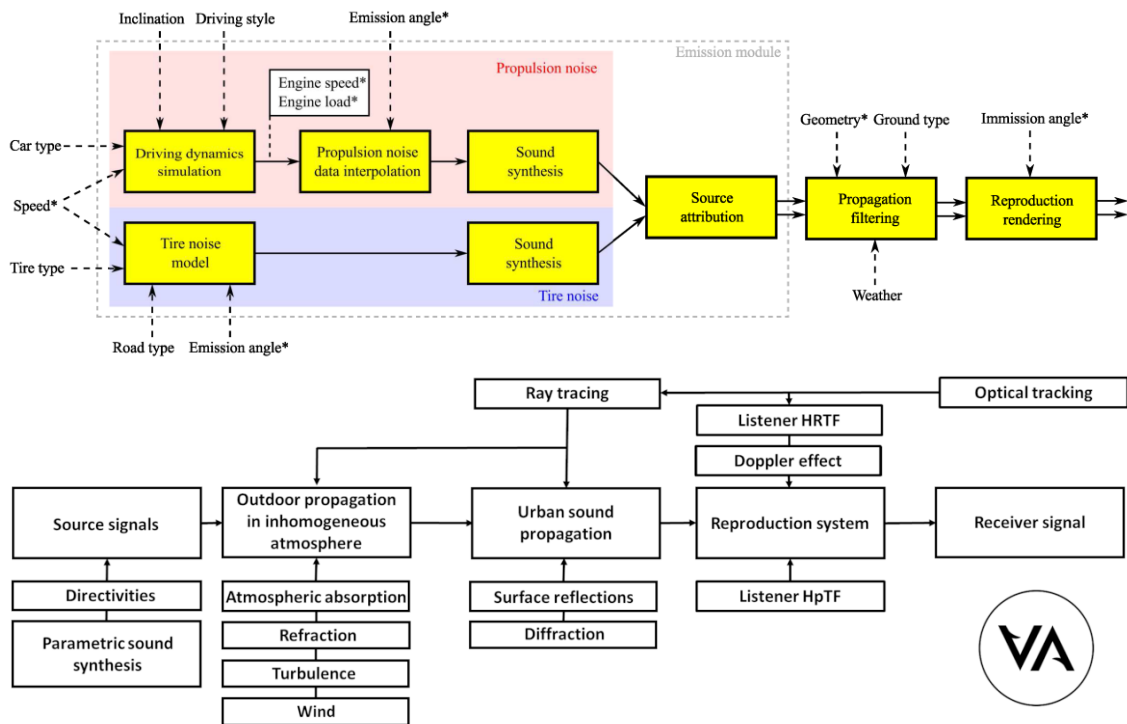 Inclination
Driving style
Emission angle*
Emission module
Propulsion noise
Engine speed*
Engine load*
Geometry*
Ground type
Immission angle*
Car type
Driving dynamics
simulation
Propulsion noise
data interpolation
Sound
synthesis
Speed*
Source
attribution
Propagation
filtering
Reproduction
rendering
Tire noise
model
Sound
synthesis
Tire type
Tire noise
Weather
Road type
Emission angle*
Ray tracing
Optical tracking
Listener HRTF
Doppler effect
Source signals
Outdoor propagation
in inhomogeneous
atmosphere
Urban sound
propagation
Reproduction system
Receiver signal
Directivities
Atmospheric absorption
Surface reflections
Listener HpTF
Parametric sound
synthesis
Refraction
Diffraction
Turbulence
Wind
VA